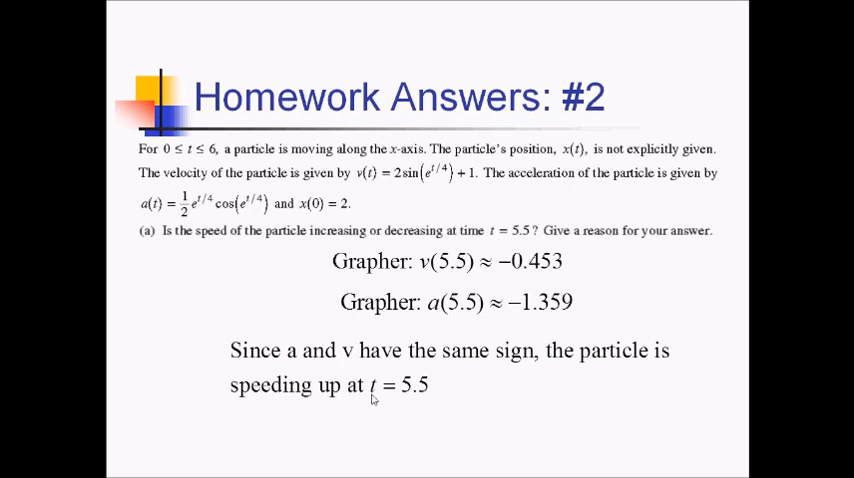 Homework Answers: #2
For 0 ≤ t ≤ 6, a particle is moving along the x-axis. The particle's position, x(t), is not explicitly given.
The velocity of the particle is given by v(t) = 2sin(e^{t/4}) + 1. The acceleration of the particle is given by
a(t) = \frac{1}{2}e^{t/4} cos(e^{t/4}) and x(0) = 2.
(a) Is the speed of the particle increasing or decreasing at time t = 5.5? Give a reason for your answer.
Grapher: v(5.5) ≈ −0.453
Grapher: a(5.5) ≈ −1.359
Since a and v have the same sign, the particle is
speeding up at t = 5.5